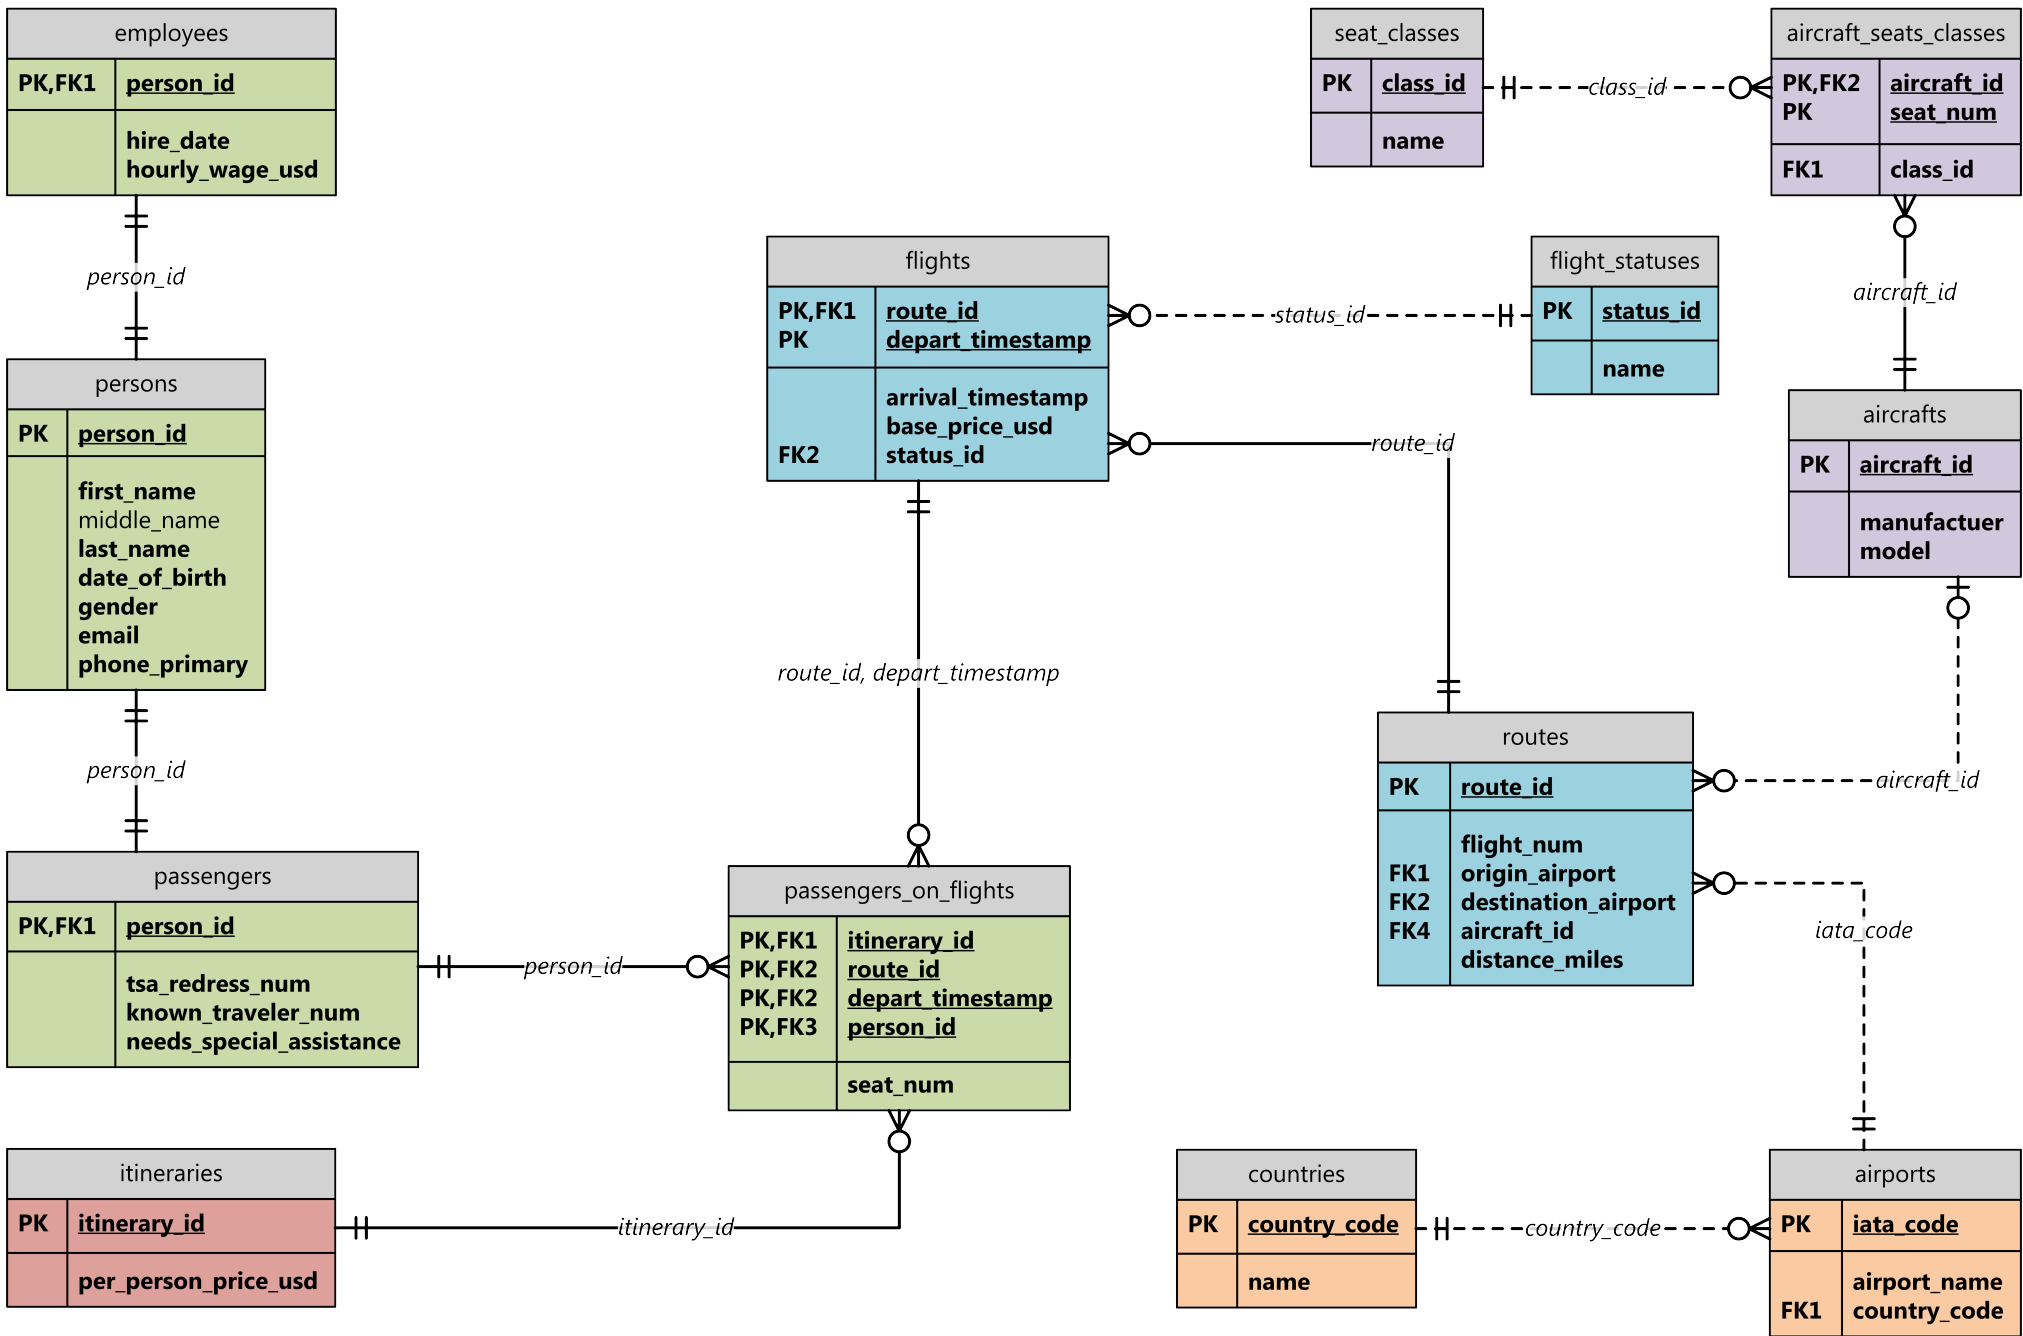 employees
PK,FK1 person_id
hire_date
hourly_wage_usd
person_id
persons
PK person_id
first_name
middle_name
last_name
date_of_birth
gender
email
phone_primary
person_id
passengers
PK,FK1 person_id
tsa_redress_num
known_traveler_num
needs_special_assistance
person_id
itineraries
PK itinerary_id
per_person_price_usd
itinerary_id
flights
PK,FK1 route_id
PK depart_timestamp
arrival_timestamp
base_price_usd
FK2 status_id
status_id
route_id
route_id, depart_timestamp
passengers_on_flights
PK,FK1 itinerary_id
PK,FK2 route_id
PK,FK2 depart_timestamp
PK,FK3 person_id
seat_num
seat_classes
PK class_id
name
class_id
aircraft_seats_classes
PK,FK2 aircraft_id
PK seat_num
FK1 class_id
flight_statuses
PK status_id
name
aircraft_id
aircrafts
PK aircraft_id
manufactuer
model
aircraft_id
routes
PK route_id
flight_num
FK1 origin_airport
FK2 destination_airport
FK4 aircraft_id
distance_miles
iata_code
countries
PK country_code
name
country_code
airports
PK iata_code
airport_name
FK1 country_code